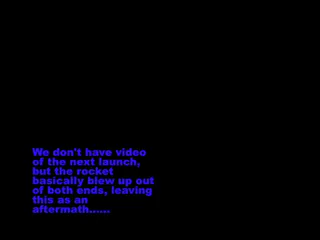 We don't have video
of the next launch,
but the rocket
basically blew up out
of both ends, leaving
this as an
aftermath......